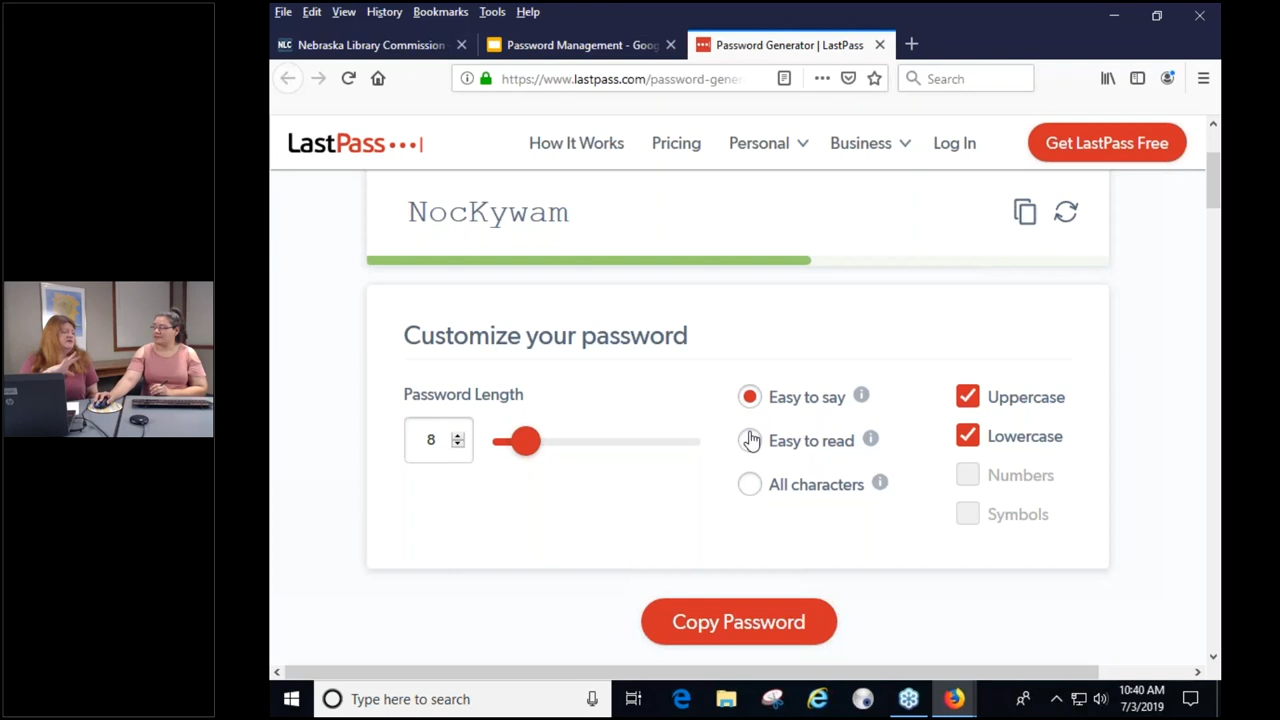 File Edit View History Bookmarks Tools Help
NLC Nebraska Library Commission
Password Management - Goog
Password Generator | LastPass
https://www.lastpass.com/password-gener
Search
LastPass
How It Works Pricing Personal Business Log In Get LastPass Free
NocKywam
Customize your password
Password Length
8
Easy to say
Easy to read
All characters
Uppercase
Lowercase
Numbers
Symbols
Copy Password
Type here to search
10:40 AM
7/3/2019